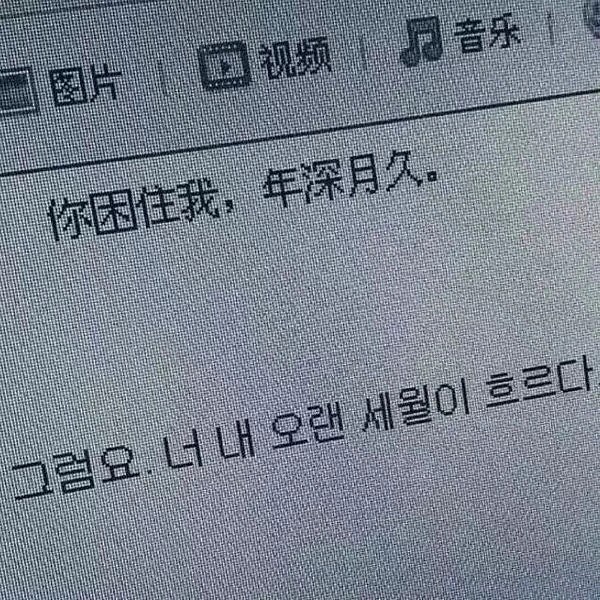 图片 | 视频 | 音乐 |
你困住我，年深月久。
그럼요. 너 내 오랜 세월이 흐르다.